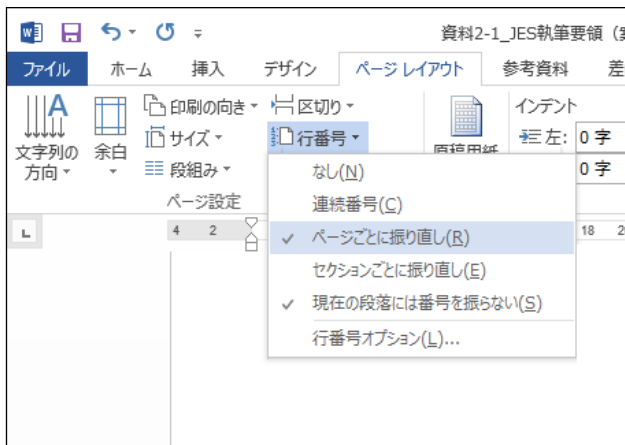 資料2-1_JES執筆要領
ファイル ホーム 挿入 デザイン ページ レイアウト 参考資料 差
A 印刷の向き 区切り インデント
文字列の方向 余白 サイズ 行番号 原稿用紙 左: 0 字
段組み 0 字
ページ設定
なし(N)
連続番号(C)
4 2 ページごとに振り直し(R) 18
セクションごとに振り直し(E)
現在の段落には番号を振らない(S)
行番号オプション(L)...